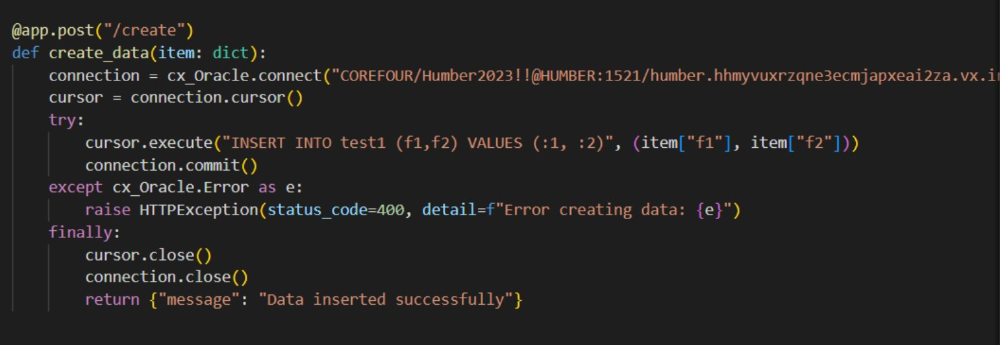 @app.post("/create")
def create_data(item: dict):
    connection = cx_Oracle.connect("COREFOUR/Humber2023!!@HUMBER:1521/humber.hhmyvuxrzqne3ecmjapxeai2za.vx.i
    cursor = connection.cursor()
    try:
        cursor.execute("INSERT INTO test1 (f1,f2) VALUES (:1, :2)", (item["f1"], item["f2"]))
        connection.commit()
    except cx_Oracle.Error as e:
        raise HTTPException(status_code=400, detail=f"Error creating data: {e}")
    finally:
        cursor.close()
        connection.close()
        return {"message": "Data inserted successfully"}